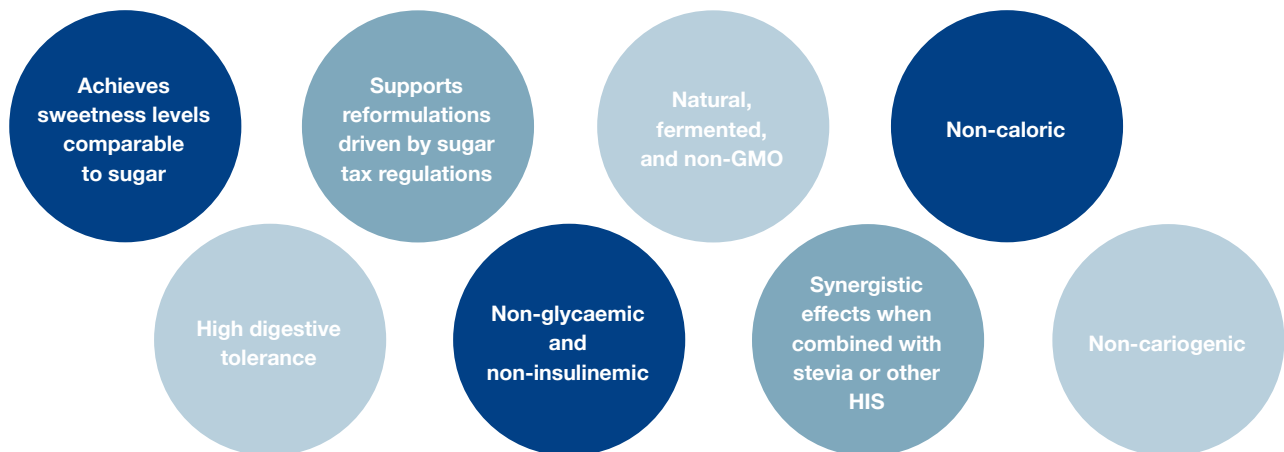 Achieves
sweetness levels
comparable
to sugar
Supports
reformulations
driven by sugar
tax regulations
Natural,
fermented,
and non-GMO
Non-caloric
High digestive
tolerance
Non-glycaemic
and
non-insulinemic
Synergistic
effects when
combined with
stevia or other
HIS
Non-cariogenic